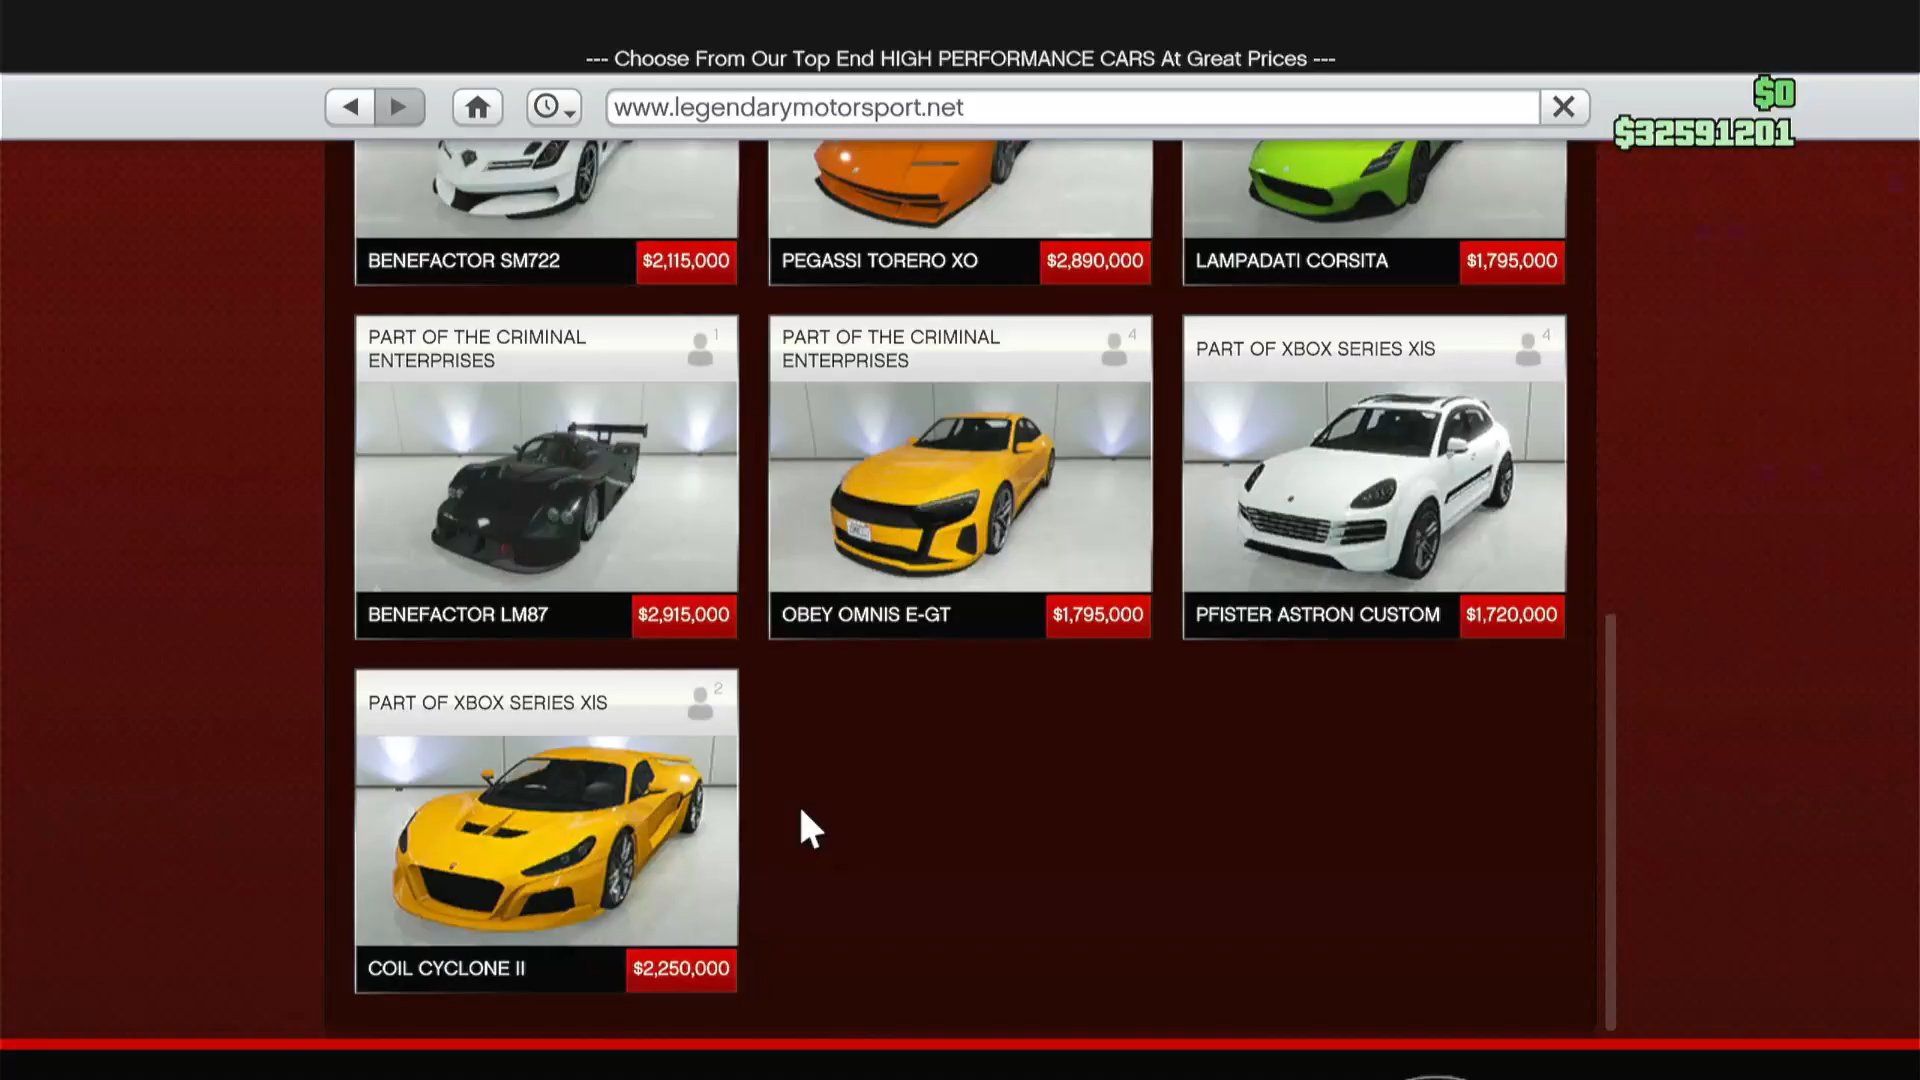 --- Choose From Our Top End HIGH PERFORMANCE CARS At Great Prices ---
www.legendarymotorsport.net
$0
$32591201
BENEFACTOR SM722 $2,115,000
PEGASSI TORERO XO $2,890,000
LAMPADATI CORSITA $1,795,000
PART OF THE CRIMINAL
ENTERPRISES
1
BENEFACTOR LM87 $2,915,000
PART OF THE CRIMINAL
ENTERPRISES
4
OBEY OMNIS E-GT $1,795,000
PART OF XBOX SERIES X|S
4
PFISTER ASTRON CUSTOM $1,720,000
PART OF XBOX SERIES X|S
2
COIL CYCLONE II $2,250,000